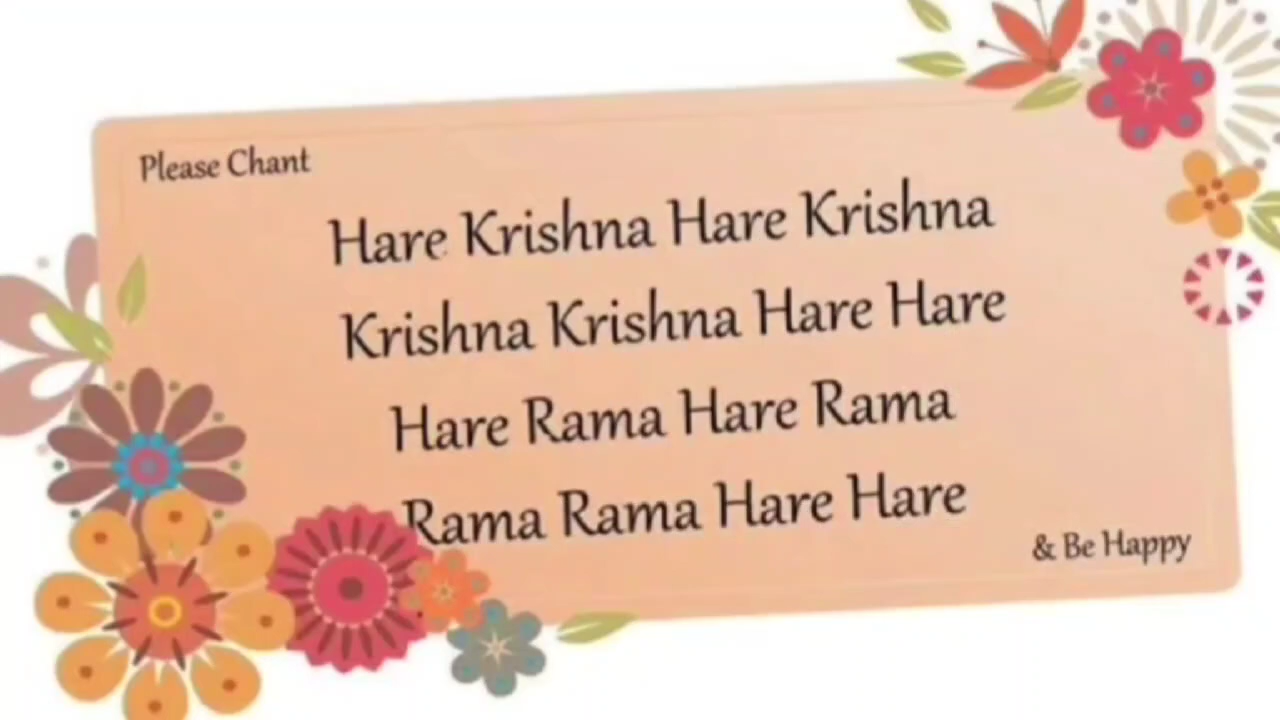 Please Chant
Hare Krishna Hare Krishna
Krishna Krishna Hare Hare
Hare Rama Hare Rama
Rama Rama Hare Hare
& Be Happy